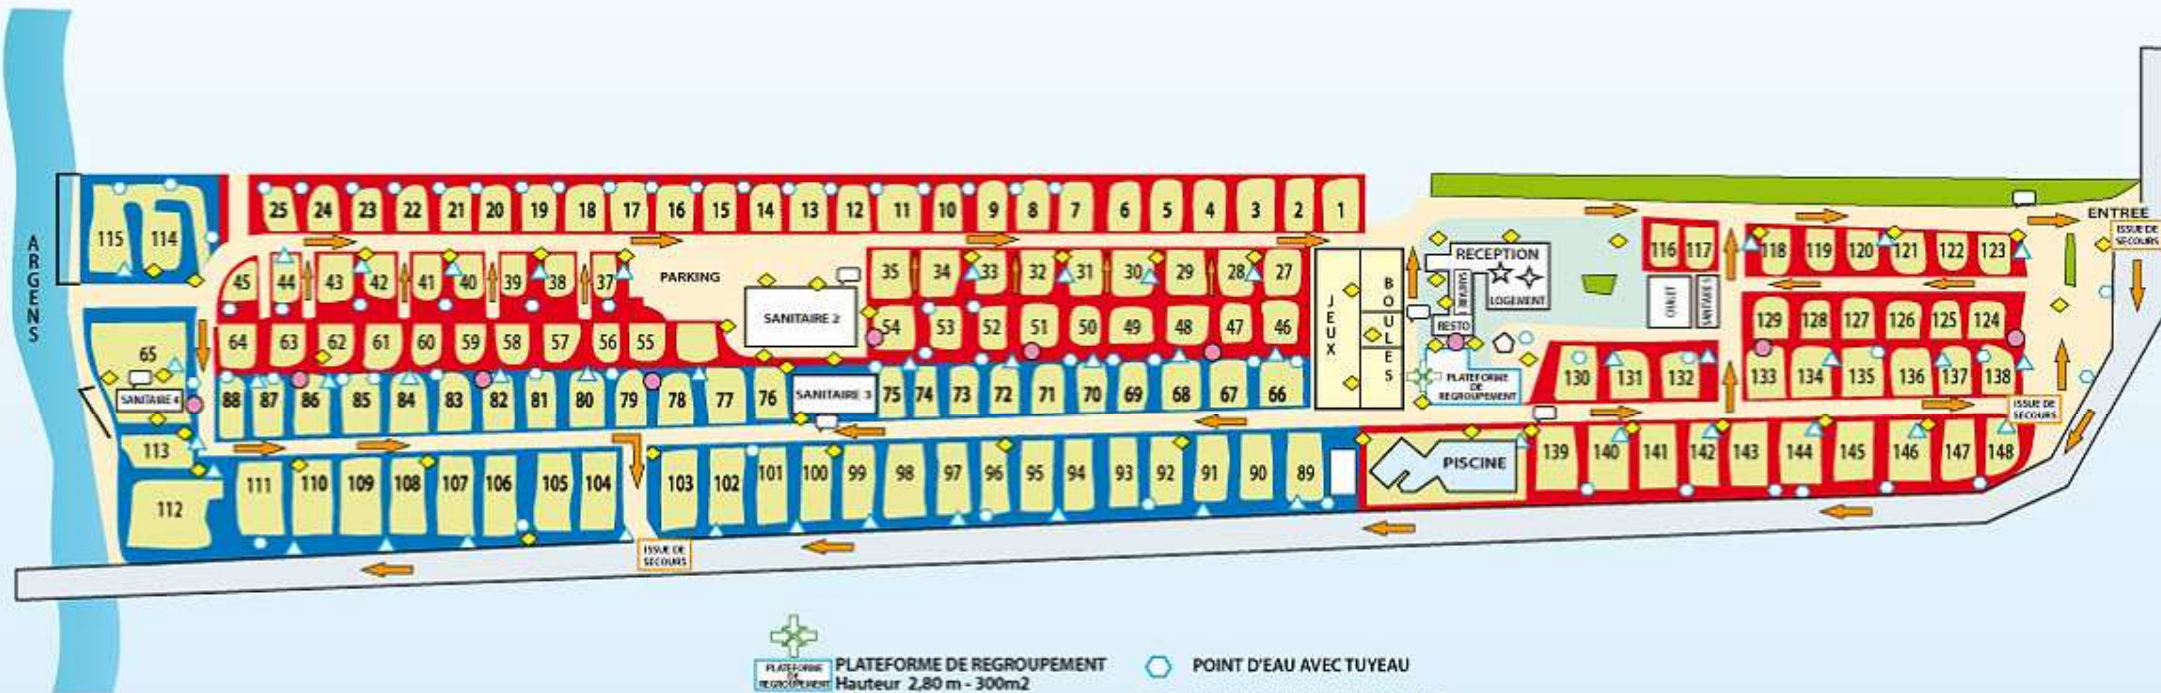 ARGENS
115 114
25 24 23 22 21 20 19 18 17 16 15 14 13 12 11 10 9 8 7 6 5 4 3 2 1
45 44 43 42 41 40 39 38 37
PARKING
SANITAIRE 2
35 34 33 32 31 30 29 28 27
64 63 62 61 60 59 58 57 56 55
54 53 52 51 50 49 48 47 46
65
SANITAIRE 4
88 87 86 85 84 83 82 81 80 79 78 77 76
SANITAIRE 3
75 74 73 72 71 70 69 68 67 66
113
112
111 110 109 108 107 106 105 104
103 102 101 100 99 98 97 96 95 94 93 92 91 90 89
ISSUE DE
SECOURS
JEUX
BOULES
RECEPTION
LOGEMENT
RESTO
PLATEFORME
DE
REGROUPEMENT
116 117
SANITAIRE 5
118 119 120 121 122 123
129 128 127 126 125 124
130 131 132
133 134 135 136 137 138
ENTREE
ISSUE DE
SECOURS
ISSUE DE
SECOURS
PISCINE
139 140 141 142 143 144 145 146 147 148
PLATEFORME
DE
REGROUPEMENT
PLATEFORME DE REGROUPEMENT
Hauteur 2,80 m - 300m2
POINT D'EAU AVEC TUYEAU